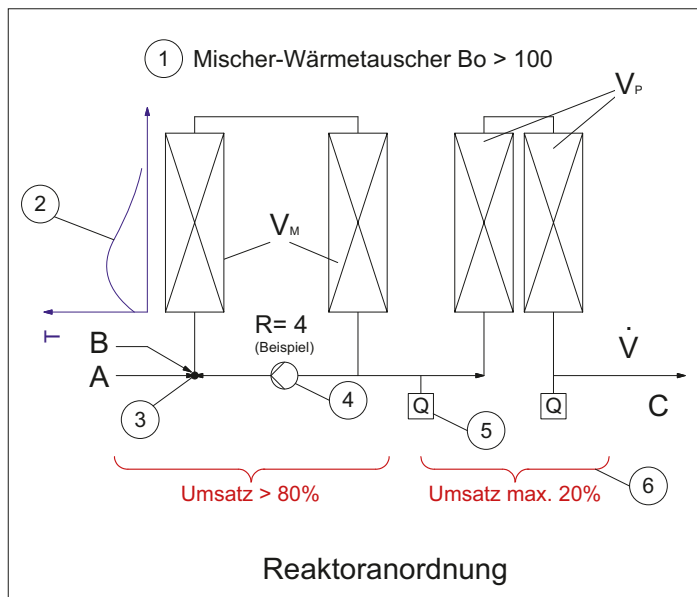 1 Mischer-Wärmetauscher Bo > 100
V_P
2
V_M
T
R= 4
(Beispiel)
B
A
3
4
Q
5
Q
V̇
C
Umsatz > 80%
Umsatz max. 20%
6
Reaktoranordnung